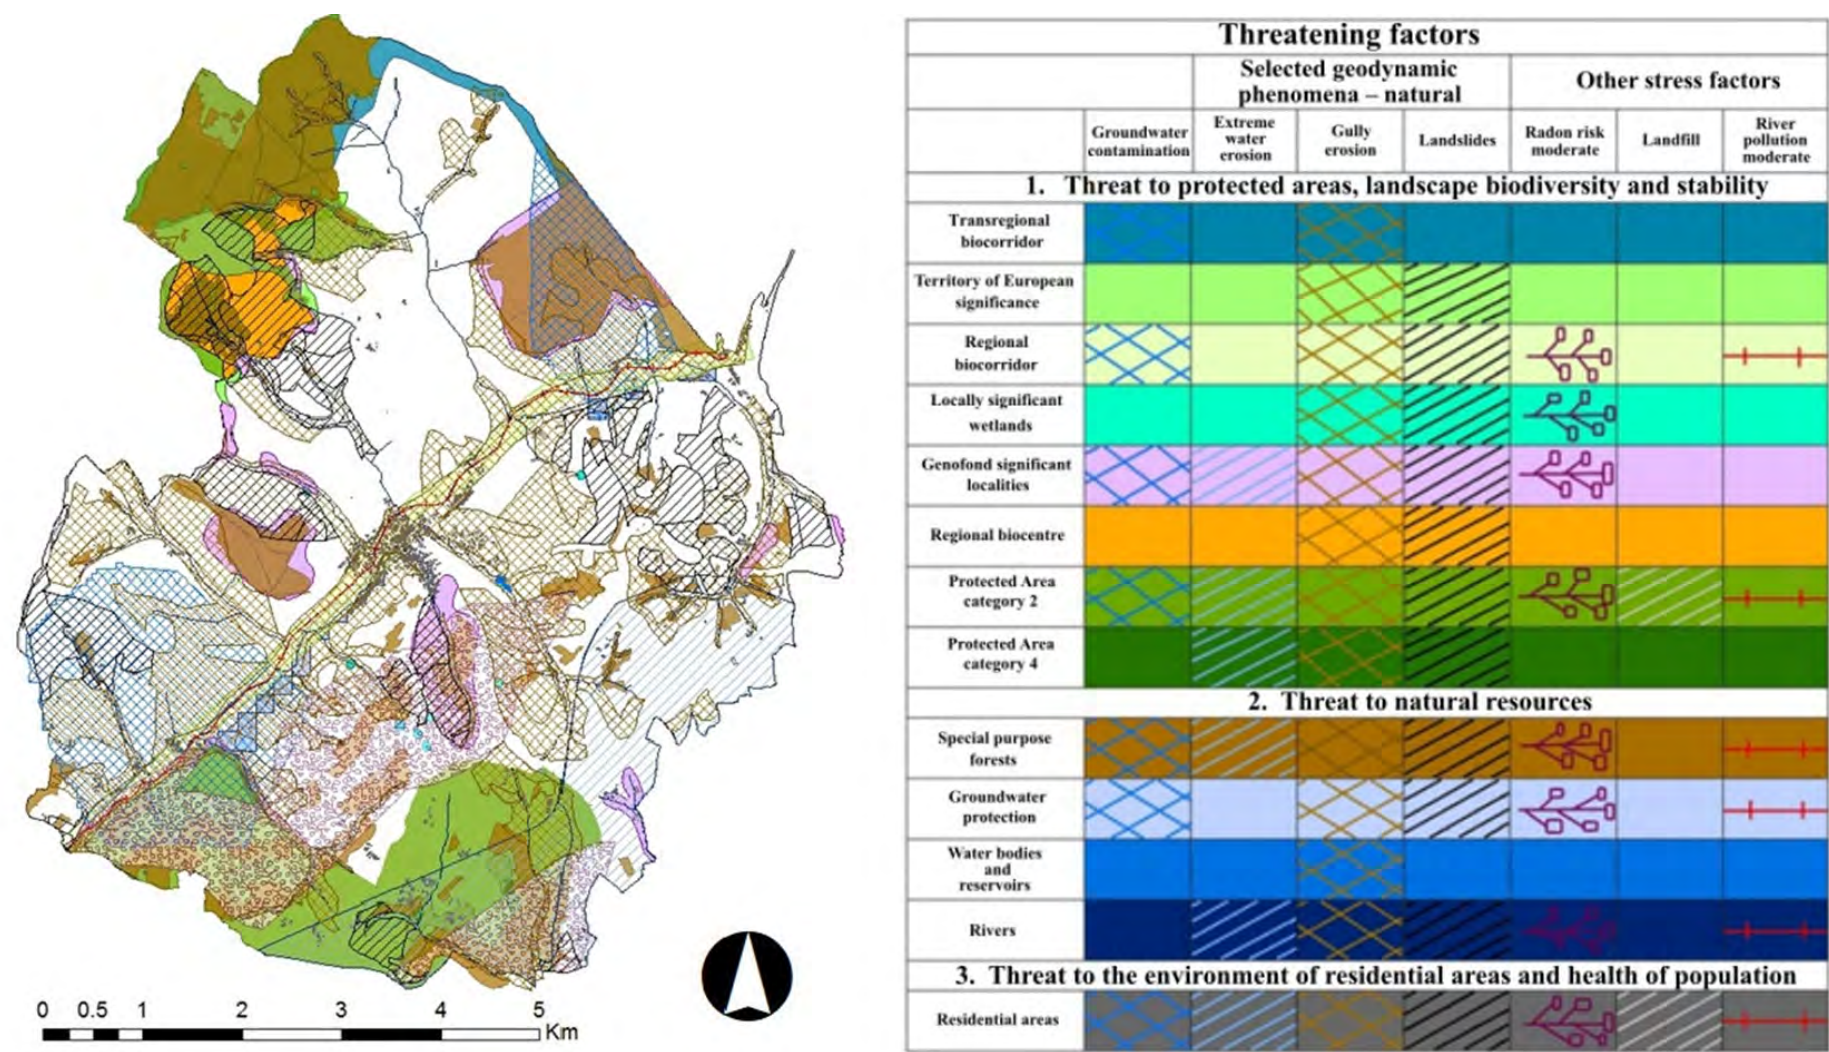 Threatening factors
Selected geodynamic
phenomena – natural
Other stress factors
Groundwater
contamination
Extreme
water
erosion
Gully
erosion
Landslides
Radon risk
moderate
Landfill
River
pollution
moderate
1. Threat to protected areas, landscape biodiversity and stability
Transregional
biocorridor
Territory of European
significance
Regional
biocorridor
Locally significant
wetlands
Genofond significant
localities
Regional biocentre
Protected Area
category 2
Protected Area
category 4
2. Threat to natural resources
Special purpose
forests
Groundwater
protection
Water bodies
and
reservoirs
Rivers
3. Threat to the environment of residential areas and health of population
Residential areas
0 0.5 1 2 3 4 5
Km